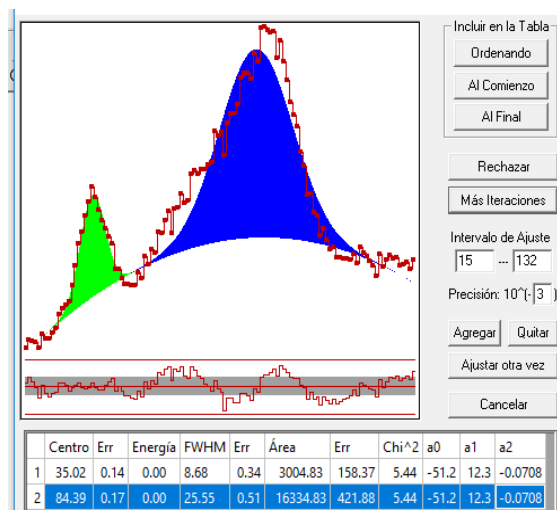 Incluir en la Tabla
Ordenando
Al Comienzo
Al Final
Rechazar
Más Iteraciones
Intervalo de Ajuste
15 --- 132
Precisión: 10^(- 3 )
Agregar Quitar
Ajustar otra vez
Cancelar
Centro Err Energía FWHM Err Área Err Chi^2 a0 a1 a2
1 35.02 0.14 0.00 8.68 0.34 3004.83 158.37 5.44 -51.2 12.3 -0.0708
2 84.39 0.17 0.00 25.55 0.51 16334.83 421.88 5.44 -51.2 12.3 -0.0708